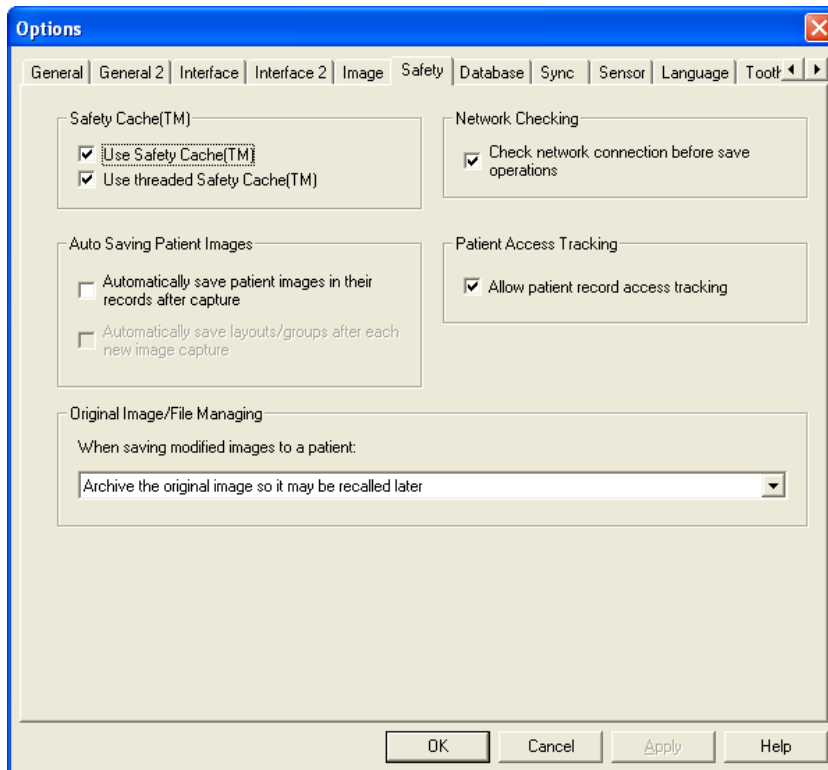 Options
General
General 2
Interface
Interface 2
Image
Safety
Database
Sync
Sensor
Language
Safety Cache(TM)
Use Safety Cache(TM)
Use threaded Safety Cache(TM)
Network Checking
Check network connection before save
operations
Auto Saving Patient Images
Automatically save patient images in their
records after capture
Automatically save layouts/groups after each
new image capture
Patient Access Tracking
Allow patient record access tracking
Original Image/File Managing
When saving modified images to a patient:
Archive the original image so it may be recalled later
OK
Cancel
Apply
Help